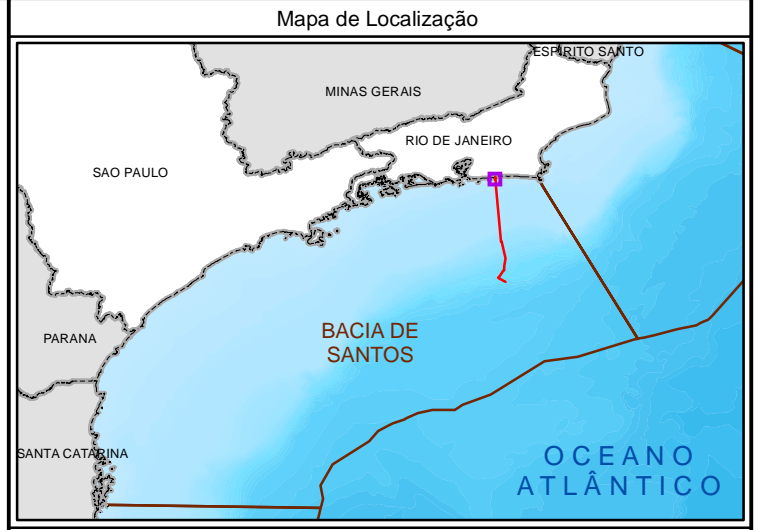 Mapa de Localização
ESPIRITO SANTO
MINAS GERAIS
RIO DE JANEIRO
SAO PAULO
BACIA DE
SANTOS
PARANA
SANTA CATARINA
OCEANO
ATLÂNTICO